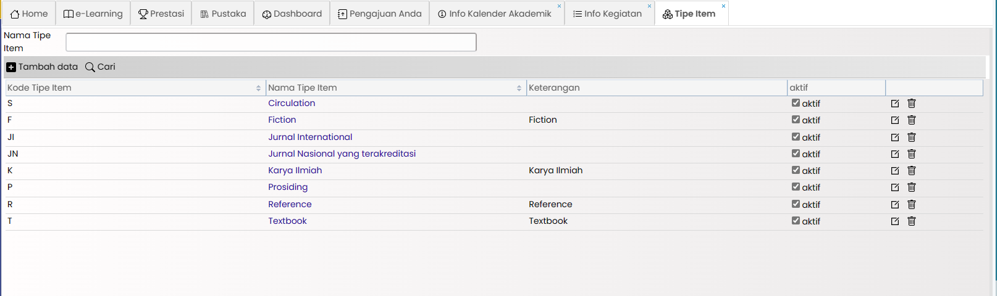 Home e-Learning Prestasi Pustaka Dashboard Pengajuan Anda Info Kalender Akademik Info Kegiatan Tipe Item
Nama Tipe
Item
Tambah data Cari
Kode Tipe Item Nama Tipe Item Keterangan aktif
S Circulation aktif
F Fiction Fiction aktif
JI Jurnal International aktif
JN Jurnal Nasional yang terakreditasi aktif
K Karya Ilmiah Karya Ilmiah aktif
P Prosiding aktif
R Reference Reference aktif
T Textbook Textbook aktif